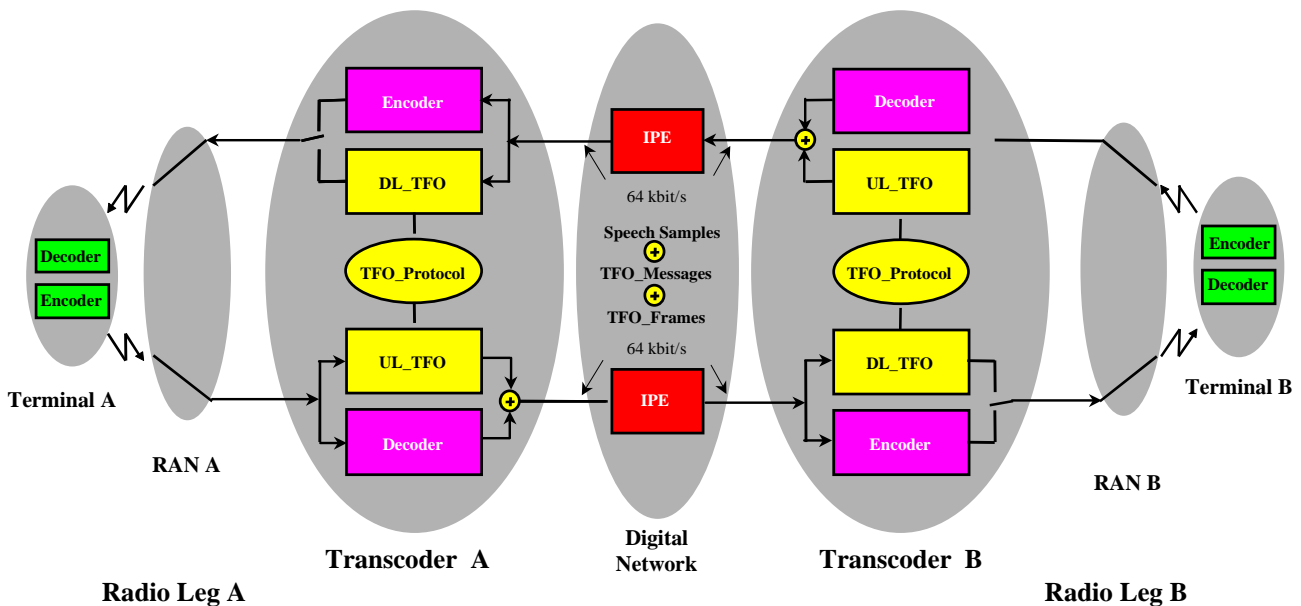 Encoder
DL_TFO
TFO_Protocol
UL_TFO
Decoder
IPE
64 kbit/s
Speech Samples
+
TFO_Messages
+
TFO_Frames
64 kbit/s
IPE
+
+
Decoder
UL_TFO
TFO_Protocol
DL_TFO
Encoder
Decoder
Encoder
Terminal A
RAN A
Encoder
Decoder
Terminal B
RAN B
Transcoder A
Digital
Network
Transcoder B
Radio Leg A
Radio Leg B